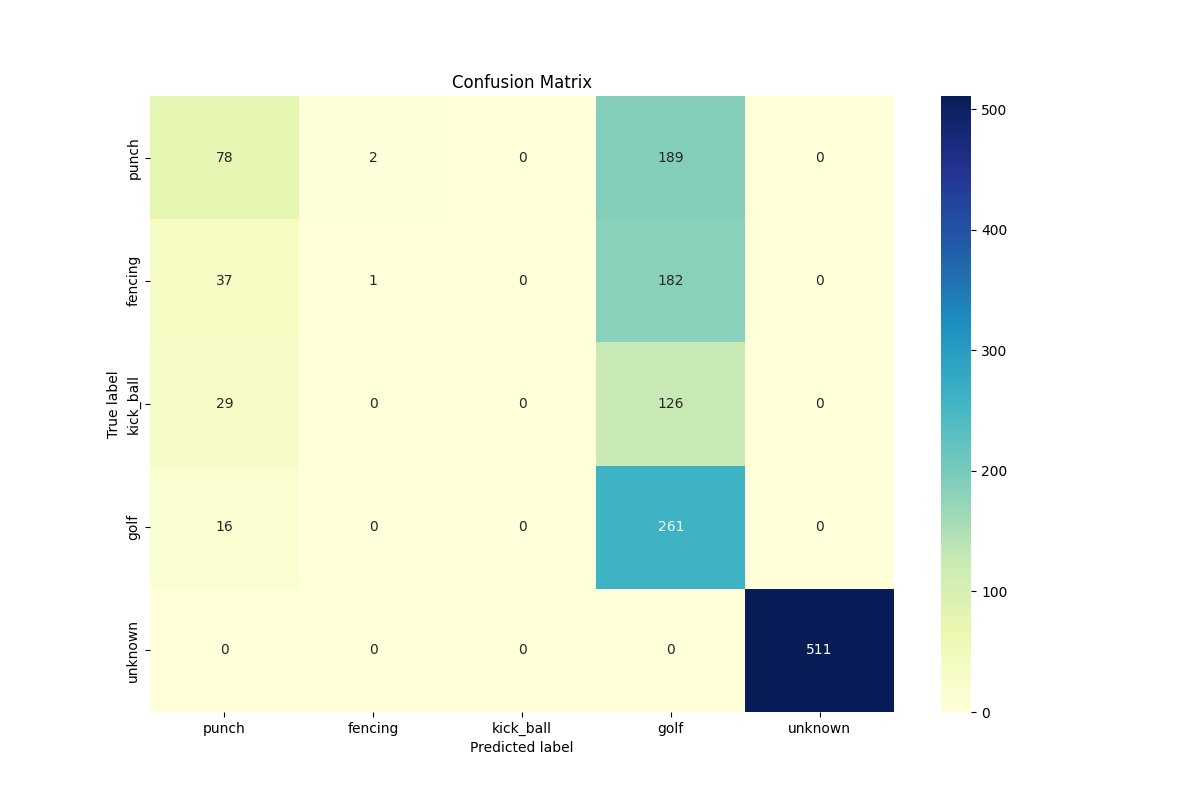 Confusion Matrix
punch 78 2 0 189 0
fencing 37 1 0 182 0
kick_ball 29 0 0 126 0
golf 16 0 0 261 0
unknown 0 0 0 0 511
True label
punch fencing kick_ball golf unknown
Predicted label
500
400
300
200
100
0